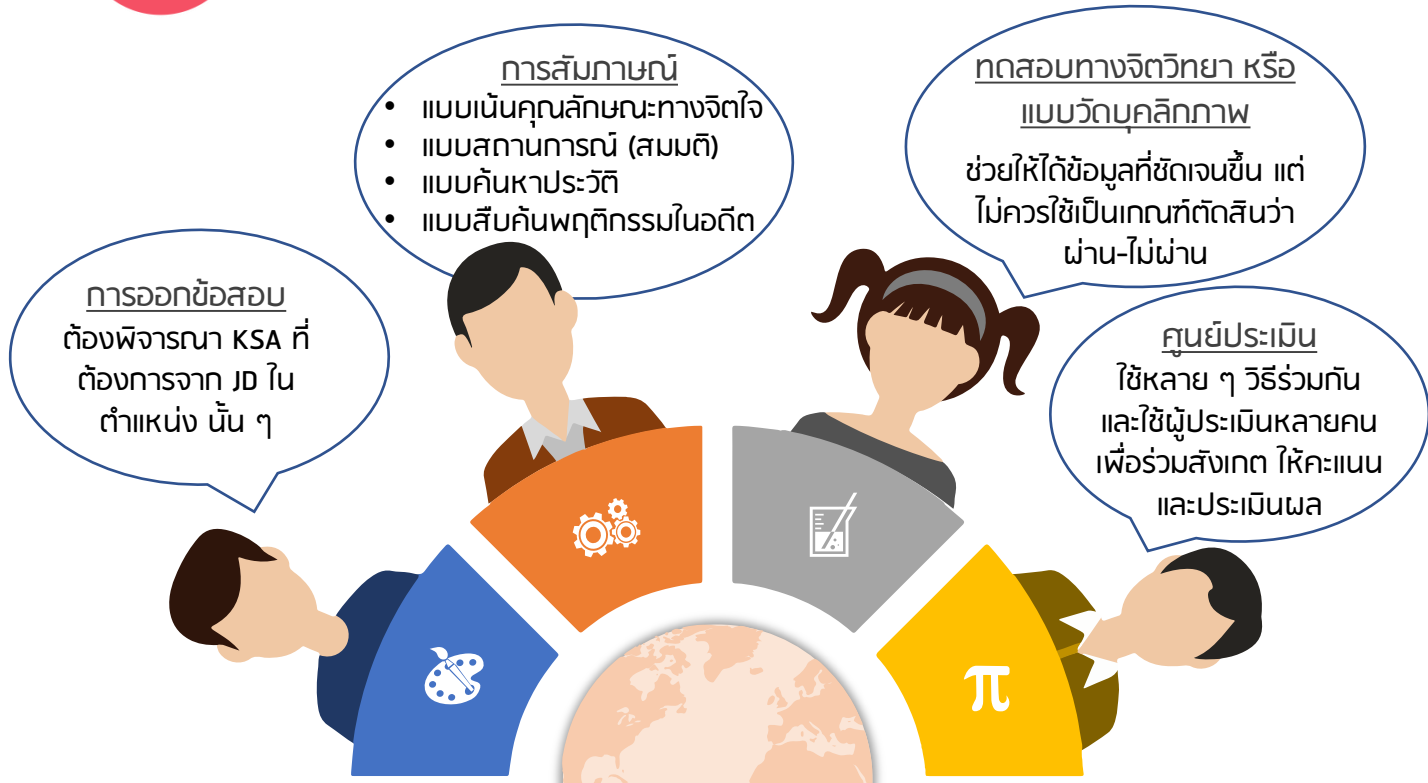 การสัมภาษณ์
• แบบเน้นคุณลักษณะทางจิตใจ
• แบบสถานการณ์ (สมมติ)
• แบบค้นหาประวัติ
• แบบสืบค้นพฤติกรรมในอดีต
ทดสอบทางจิตวิทยา หรือ
แบบวัดบุคลิกภาพ
ช่วยให้ได้ข้อมูลที่ชัดเจนขึ้น แต่
ไม่ควรใช้เป็นเกณฑ์ตัดสินว่า
ผ่าน-ไม่ผ่าน
การออกข้อสอบ
ต้องพิจารณา KSA ที่
ต้องการจาก JD ใน
ตำแหน่ง นั้น ๆ
ศูนย์ประเมิน
ใช้หลาย ๆ วิธีร่วมกัน
และใช้ผู้ประเมินหลายคน
เพื่อร่วมสังเกต ให้คะแนน
และประเมินผล
π